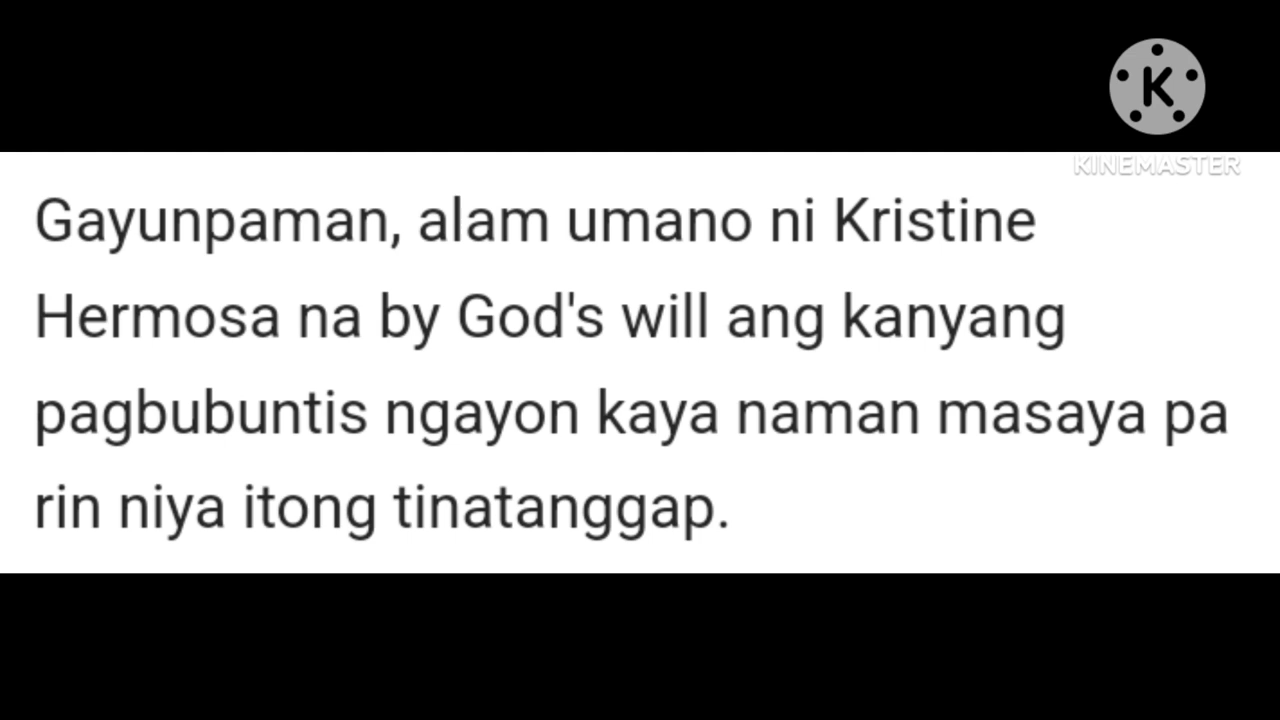 K
KINEMASTER
Gayunpaman, alam umano ni Kristine
Hermosa na by God's will ang kanyang
pagbubuntis ngayon kaya naman masaya pa
rin niya itong tinatanggap.